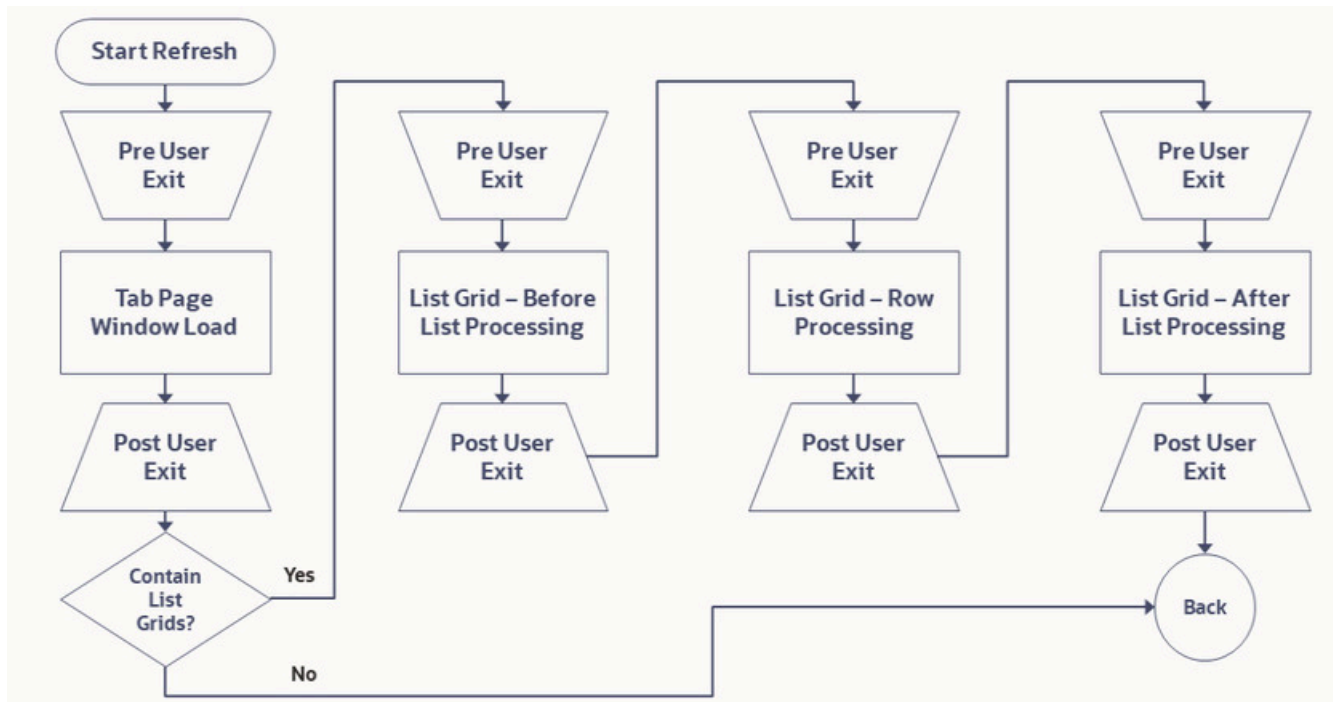 Start Refresh
Pre User
Exit
Tab Page
Window Load
Post User
Exit
Contain
List
Grids?
Yes
No
Pre User
Exit
List Grid – Before
List Processing
Post User
Exit
Pre User
Exit
List Grid – Row
Processing
Post User
Exit
Pre User
Exit
List Grid – After
List Processing
Post User
Exit
Back